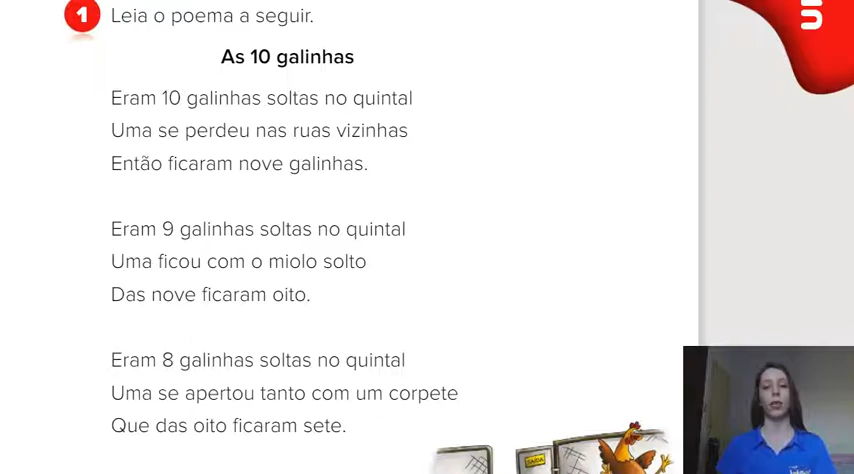 1 Leia o poema a seguir.
As 10 galinhas
Eram 10 galinhas soltas no quintal
Uma se perdeu nas ruas vizinhas
Então ficaram nove galinhas.
Eram 9 galinhas soltas no quintal
Uma ficou com o miolo solto
Das nove ficaram oito.
Eram 8 galinhas soltas no quintal
Uma se apertou tanto com um corpete
Que das oito ficaram sete.
SAÍDA